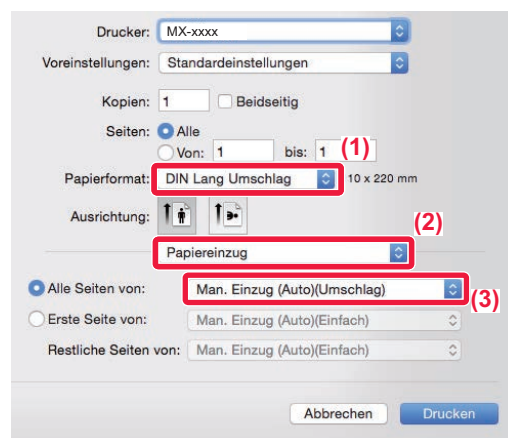 Drucker: MX-xxxx
Voreinstellungen: Standardeinstellungen
Kopien: 1 Beidseitig
Seiten: Alle
Von: 1 bis: 1 (1)
Papierformat: DIN Lang Umschlag 10 x 220 mm
Ausrichtung:
(2)
Papiereinzug
Alle Seiten von: Man. Einzug (Auto)(Umschlag)
(3)
Erste Seite von: Man. Einzug (Auto)(Einfach)
Restliche Seiten von: Man. Einzug (Auto)(Einfach)
Abbrechen Drucken